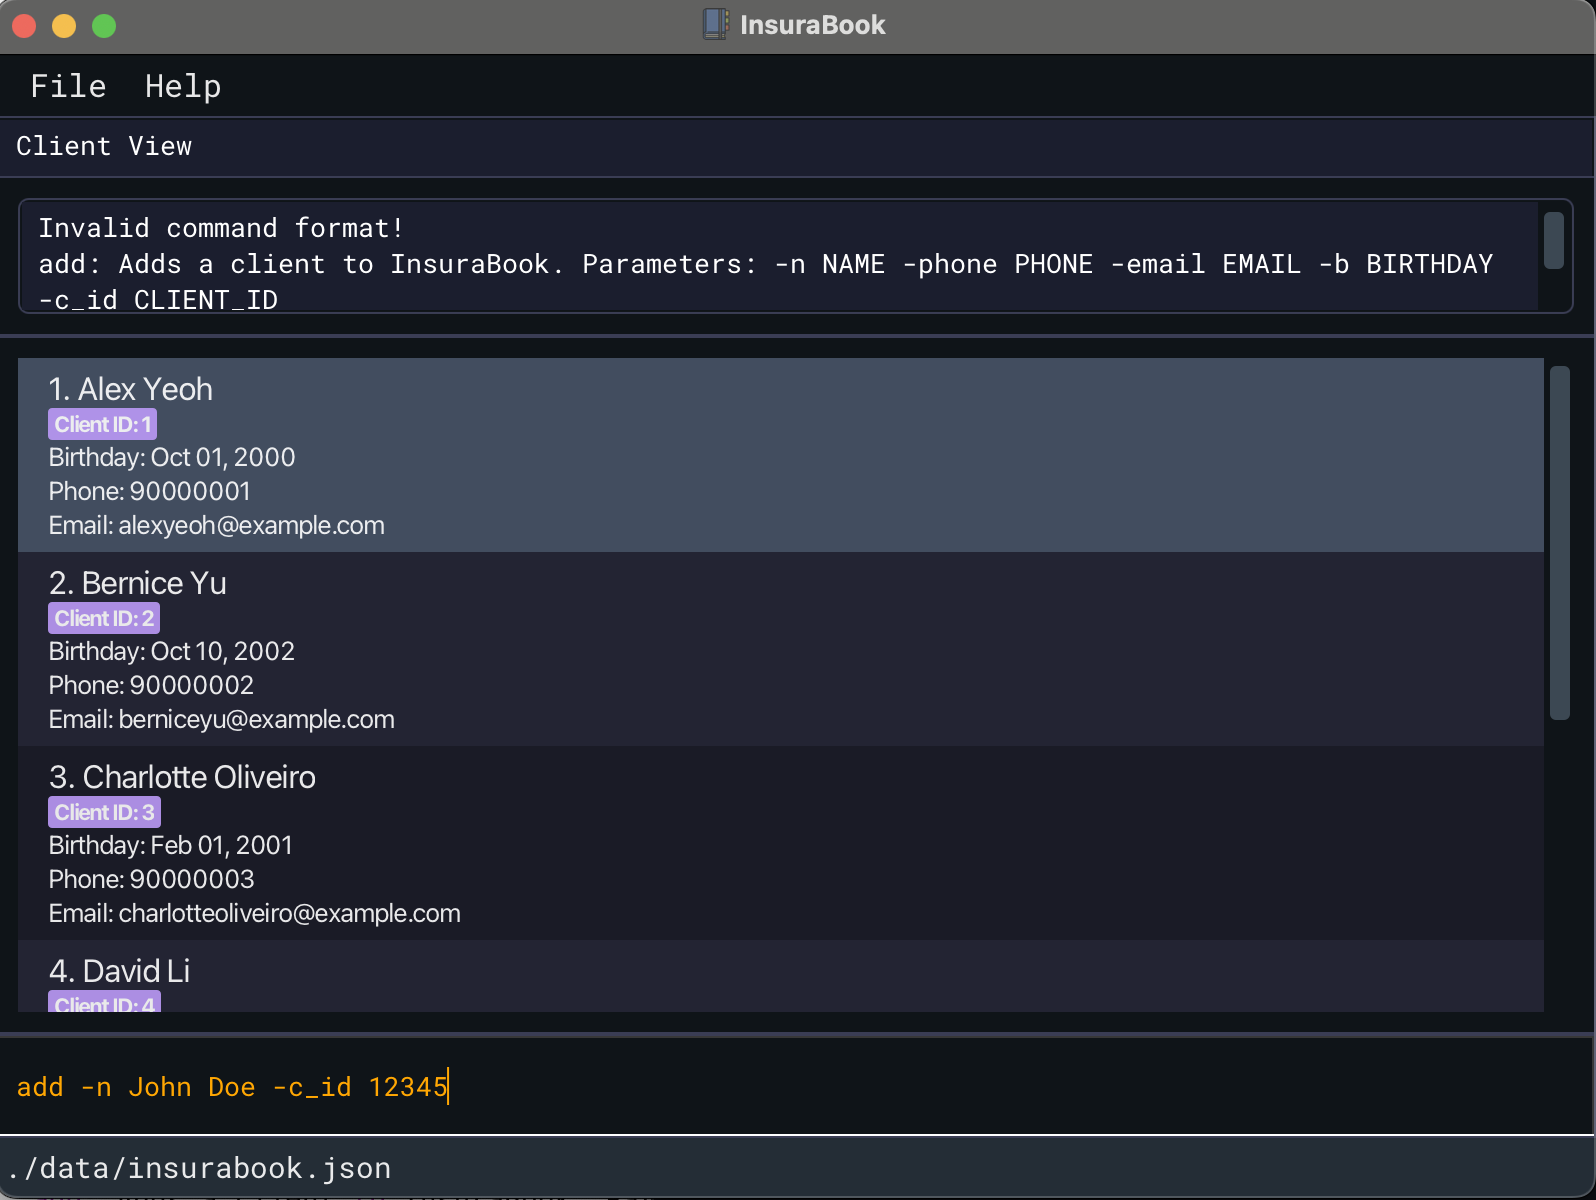 InsuraBook
File Help
Client View
Invalid command format!
add: Adds a client to InsuraBook. Parameters: -n NAME -phone PHONE -email EMAIL -b BIRTHDAY
-c_id CLIENT_ID
1. Alex Yeoh
Client ID: 1
Birthday: Oct 01, 2000
Phone: 90000001
Email: alexyeoh@example.com
2. Bernice Yu
Client ID: 2
Birthday: Oct 10, 2002
Phone: 90000002
Email: berniceyu@example.com
3. Charlotte Oliveiro
Client ID: 3
Birthday: Feb 01, 2001
Phone: 90000003
Email: charlotteoliveiro@example.com
4. David Li
Client ID: 4
add -n John Doe -c_id 12345
./data/insurabook.json